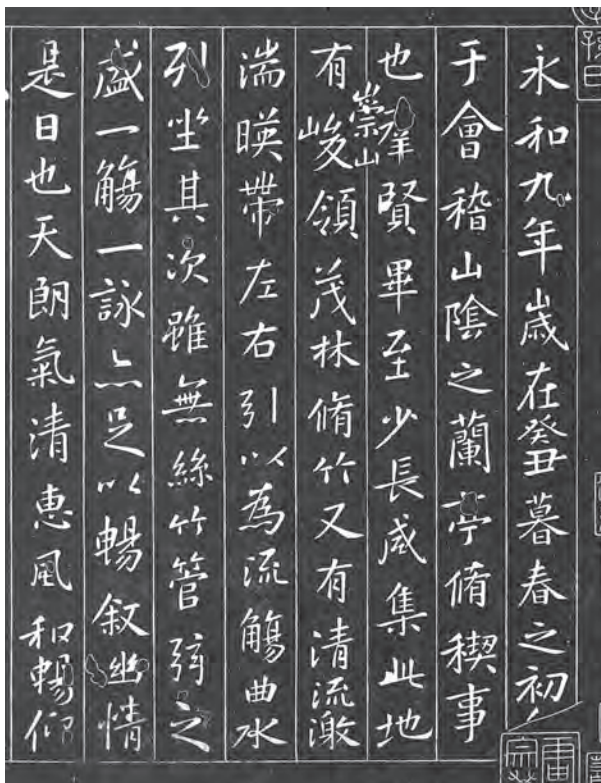 永和九年歲在癸丑暮春之初
于會稽山陰之蘭亭脩稧事
也羣賢畢至少長咸集此地
有崇山峻領茂林脩竹又有清流激
湍暎帶左右引以為流觴曲水
列坐其次雖無絲竹管弦之
盛一觴一詠亦足以暢敘幽情
是日也天朗氣清惠風和暢仰